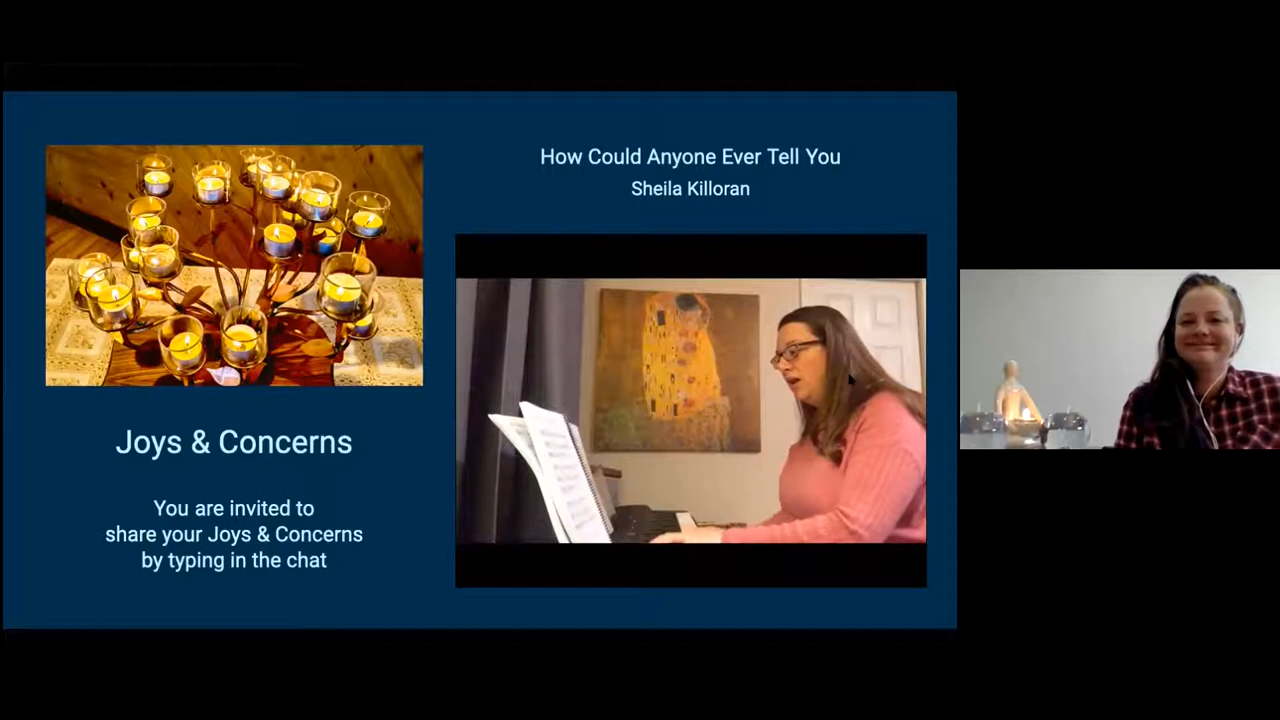 How Could Anyone Ever Tell You
Sheila Killoran
Joys & Concerns
You are invited to
share your Joys & Concerns
by typing in the chat